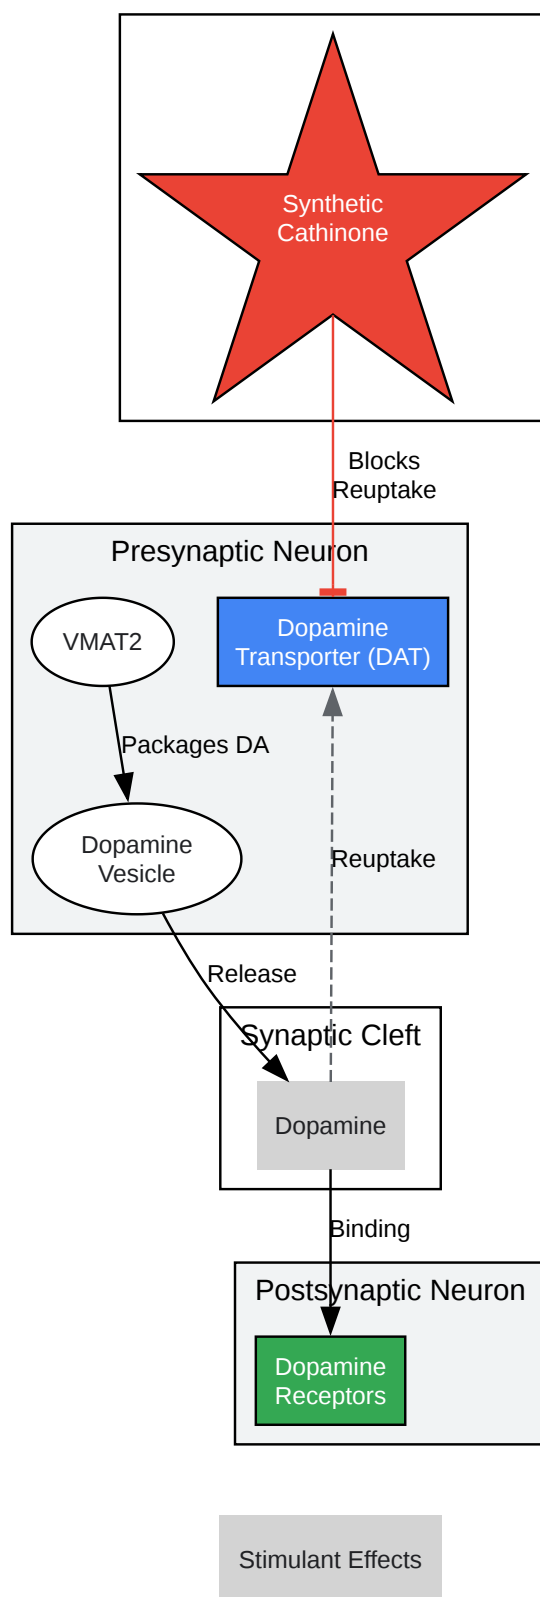 Synthetic
Cathinone
Blocks
Reuptake
Presynaptic Neuron
VMAT2
Dopamine
Transporter (DAT)
Packages DA
Dopamine
Vesicle
Reuptake
Release
Synaptic Cleft
Dopamine
Binding
Postsynaptic Neuron
Dopamine
Receptors
Stimulant Effects